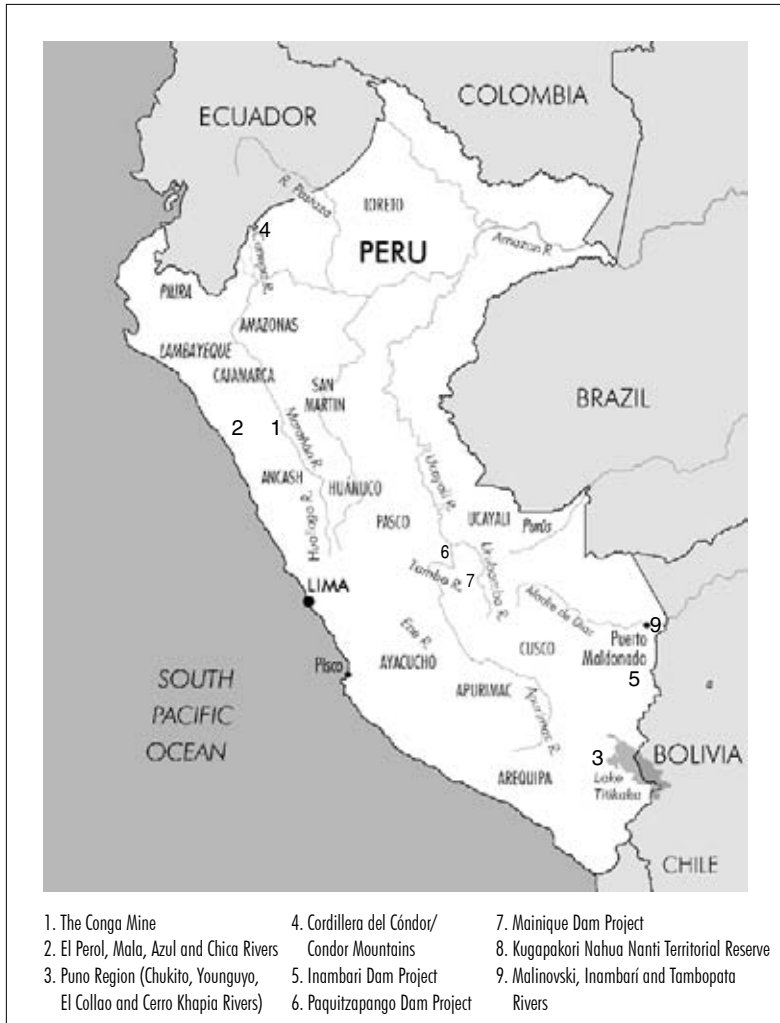 COLOMBIA
ECUADOR
R. Pastaza
LORETO
4
PERU
Amazon R.
PIURA
AMAZONAS
LAMBAYEQUE
CAJAMARCA
SAN
MARTIN
BRAZIL
2
1
Marañón R.
ANCASH
HUÁNUCO
Huallaga R.
Ucayali R.
PASCO
UCAYALI
Purús
6
Urubamba R.
Tambo R.
7
LIMA
Madre de Dios
9
Puerto
Maldonado
Ene R.
CUSCO
Pisco
AYACUCHO
5
a
SOUTH
PACIFIC
OCEAN
APURIMAC
Apurimac R.
3
BOLIVIA
AREQUIPA
Lake
Titikaka
CHILE
1. The Conga Mine
2. El Perol, Mala, Azul and Chica Rivers
3. Puno Region (Chukito, Younguyo,
El Collao and Cerro Khapia Rivers)
4. Cordillera del Cóndor/
Condor Mountains
5. Inambari Dam Project
6. Paquitzapango Dam Project
7. Mainique Dam Project
8. Kugapakori Nahua Nanti Territorial Reserve
9. Malinovski, Inambarí and Tambopata
Rivers